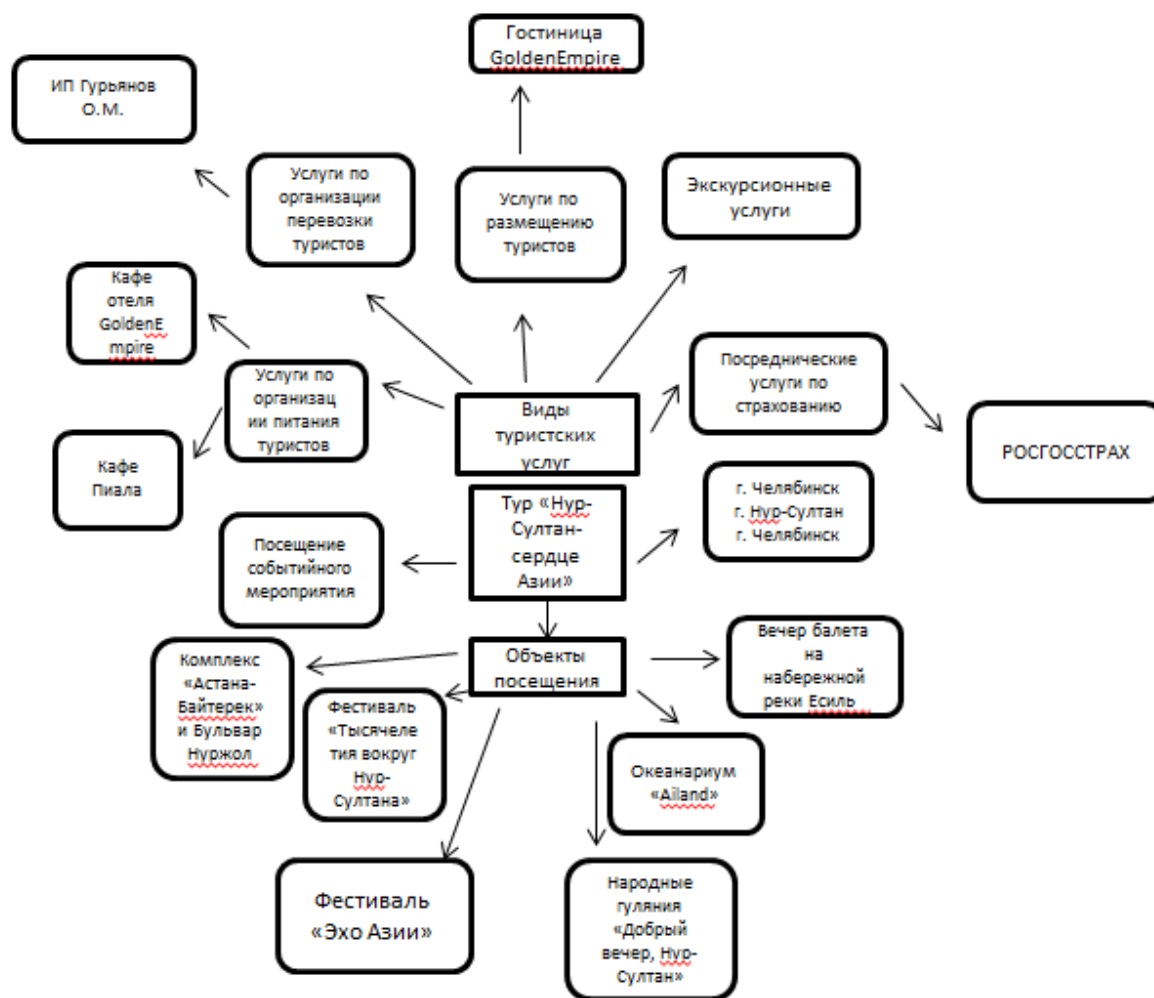 Гостиница
GoldenEmpire
ИП Гурьянов
О.М.
Услуги по
организации
перевозки
туристов
Услуги по
размещению
туристов
Экскурсионные
услуги
Кафе
отеля
GoldenE
mpire
Услуги по
организац
ии питания
туристов
Кафе
Пиала
Виды
туристских
услуг
Посреднические
услуги по
страхованию
РОСГОССТРАХ
г. Челябинск
г. Нур-Султан
г. Челябинск
Тур «Нур-
Султан-
сердце
Азии»
Посещение
событийного
мероприятия
Объекты
посещения
Вечер балета
на
набережной
реки Есиль
Комплекс
«Астана-
Байтерек»
и Бульвар
Нуржол
Фестиваль
«Тысячеле
тия вокруг
Нур-
Султана»
Океанариум
«Ailand»
Фестиваль
«Эхо Азии»
Народные
гуляния
«Добрый
вечер, Нур-
Султан»